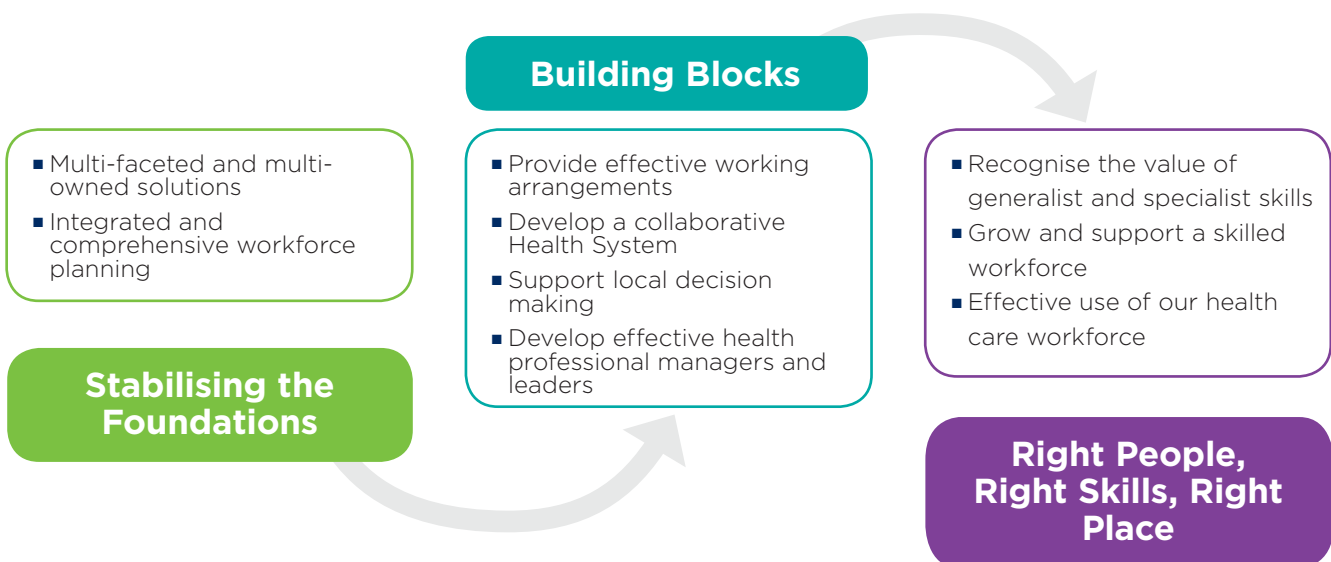 ■ Multi-faceted and multi-
owned solutions
■ Integrated and
comprehensive workforce
planning
Stabilising the
Foundations
Building Blocks
■ Provide effective working
arrangements
■ Develop a collaborative
Health System
■ Support local decision
making
■ Develop effective health
professional managers and
leaders
■ Recognise the value of
generalist and specialist skills
■ Grow and support a skilled
workforce
■ Effective use of our health
care workforce
Right People,
Right Skills, Right
Place